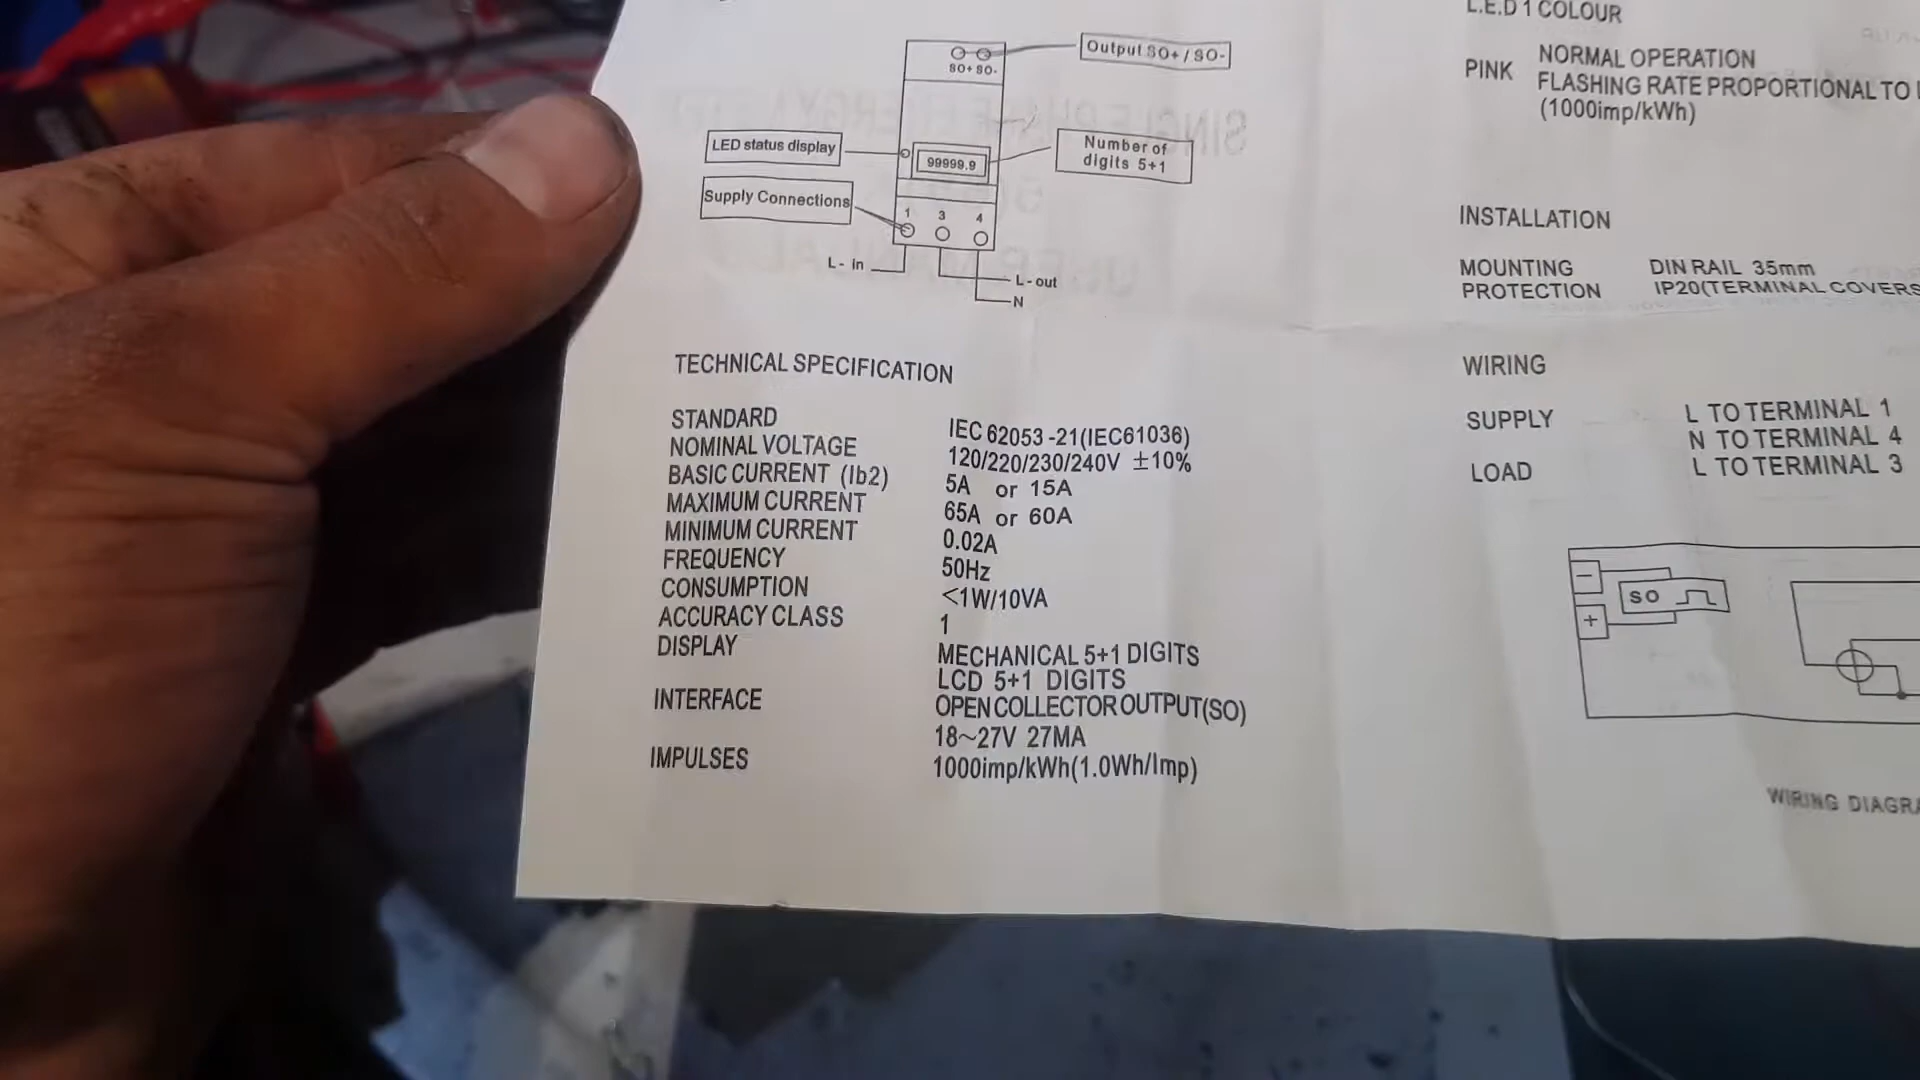 Output SO+ / SO-
SO+ SO-
LED status display
99999.9
Number of
digits 5+1
Supply Connections
1 3 4
L - in
L - out
N
TECHNICAL SPECIFICATION
STANDARD IEC 62053 -21(IEC61036)
NOMINAL VOLTAGE 120/220/230/240V ±10%
BASIC CURRENT (Ib2) 5A or 15A
MAXIMUM CURRENT 65A or 60A
MINIMUM CURRENT 0.02A
FREQUENCY 50Hz
CONSUMPTION <1W/10VA
ACCURACY CLASS 1
DISPLAY MECHANICAL 5+1 DIGITS
LCD 5+1 DIGITS
INTERFACE OPEN COLLECTOR OUTPUT(SO)
18~27V 27MA
IMPULSES 1000imp/kWh(1.0Wh/Imp)
L.E.D 1 COLOUR
PINK NORMAL OPERATION
FLASHING RATE PROPORTIONAL TO
(1000imp/kWh)
INSTALLATION
MOUNTING DIN RAIL 35mm
PROTECTION IP20(TERMINAL COVERS
WIRING
SUPPLY L TO TERMINAL 1
N TO TERMINAL 4
LOAD L TO TERMINAL 3
−
SO
+
WIRING DIAGRA